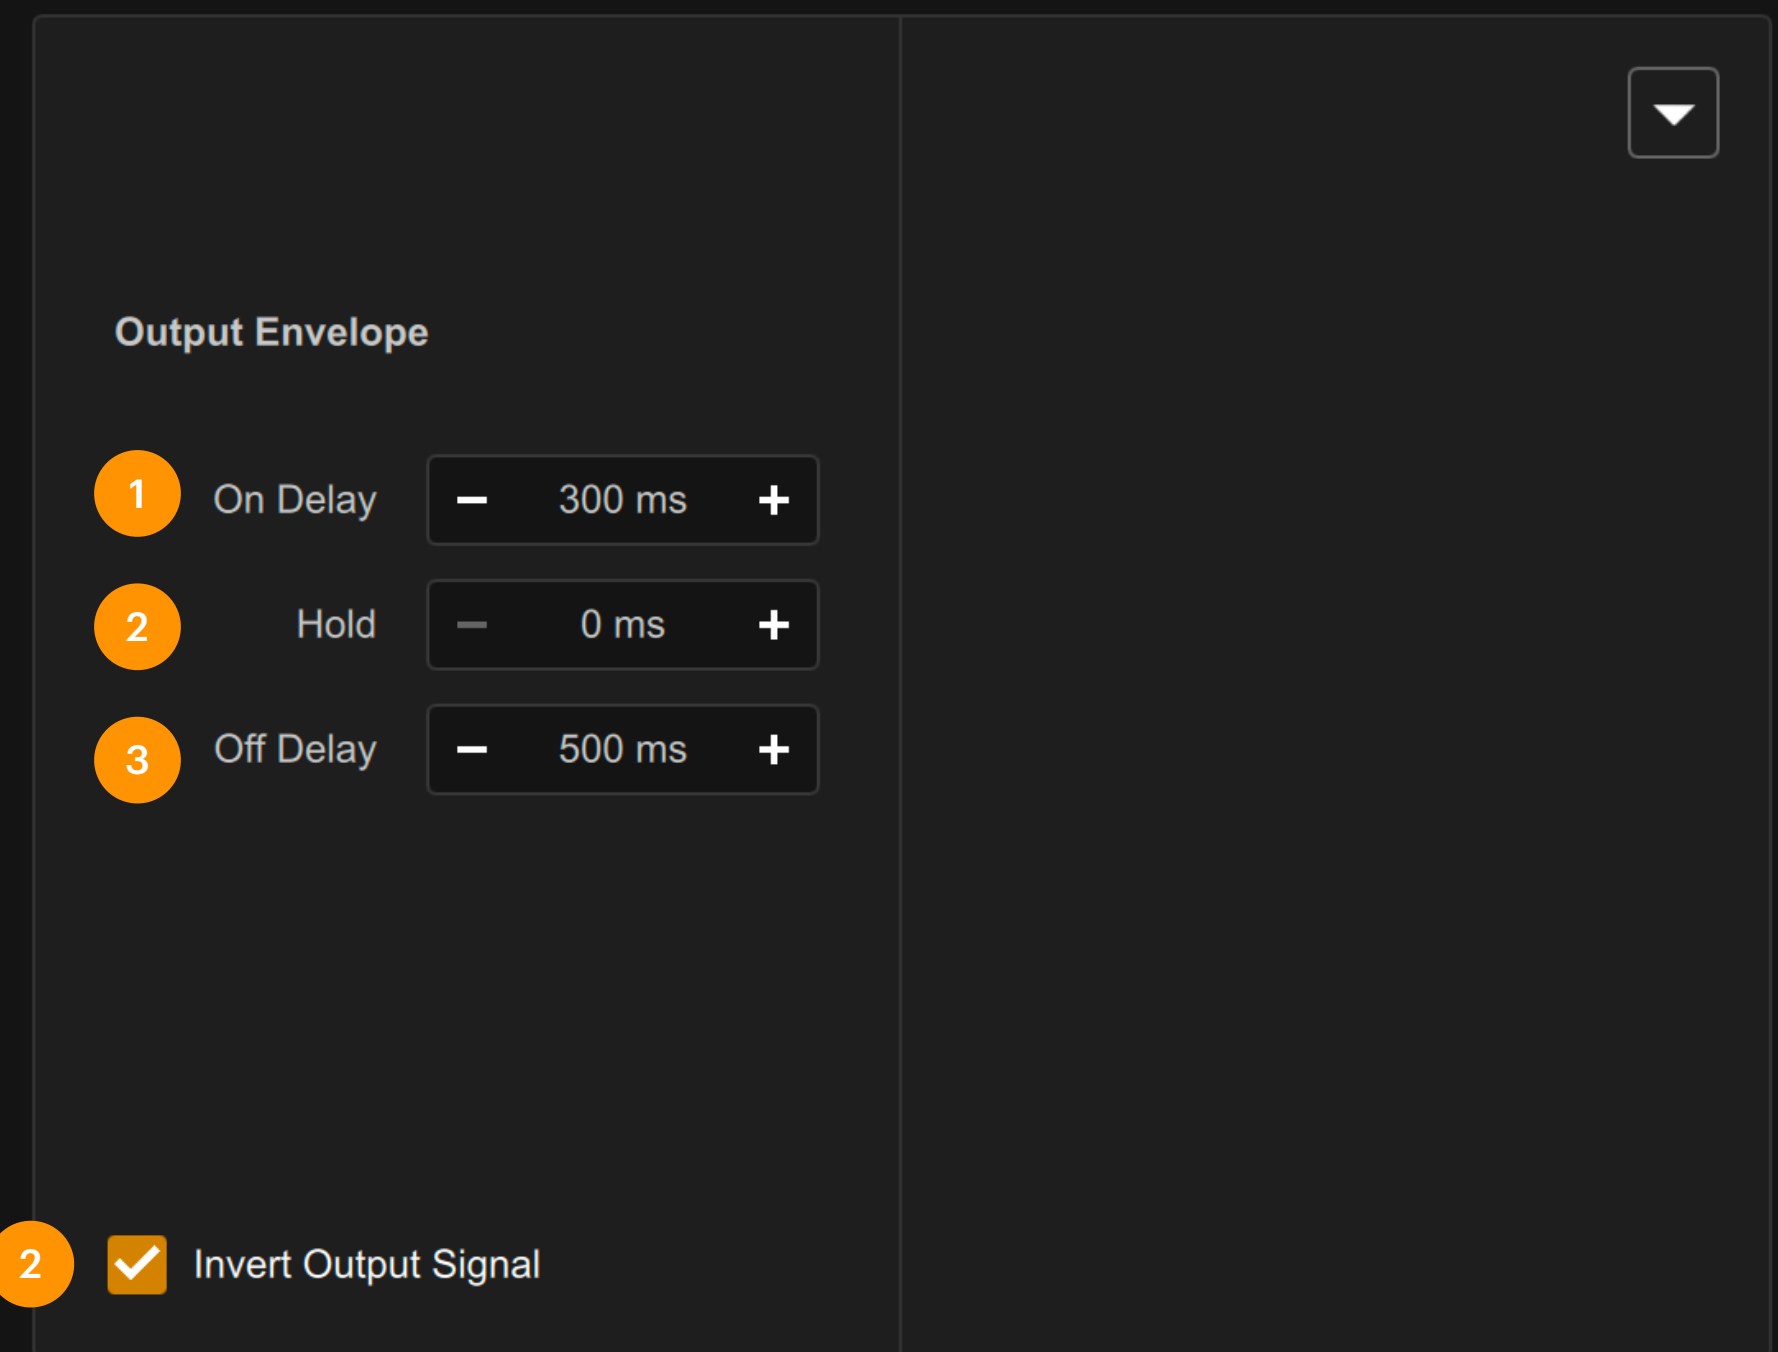 Output Envelope
1 On Delay − 300 ms +
2 Hold − 0 ms +
3 Off Delay − 500 ms +
2 Invert Output Signal